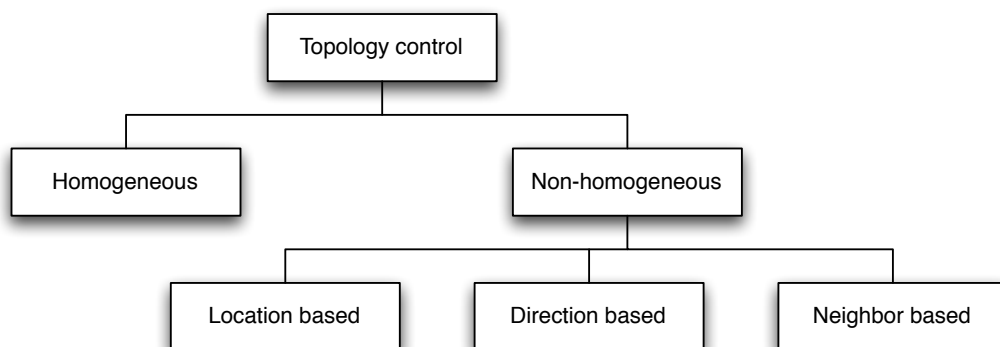 Topology control
Homogeneous
Non-homogeneous
Location based
Direction based
Neighbor based